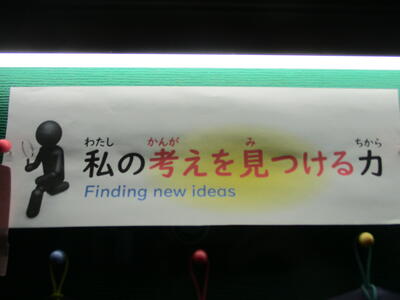 わたし かんが み ちから
私の考えを見つける力
Finding new ideas